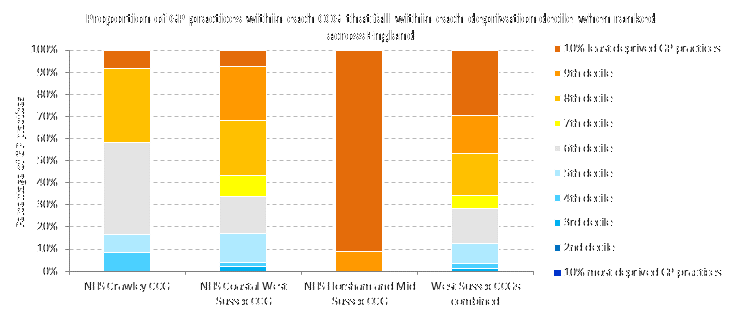 Proportion of GP practices within each CCG that fall within each deprivation decile when ranked
across England
100%
90%
80%
70%
60%
50%
40%
30%
20%
10%
0%
Percentage of GP practices
NHS Crawley CCG
NHS Coastal West
Sussex CCG
NHS Horsham and Mid
Sussex CCG
West Sussex CCGs
combined
10% least deprived GP practices
9th decile
8th decile
7th decile
6th decile
5th decile
4th decile
3rd decile
2nd decile
10% most deprived GP practices